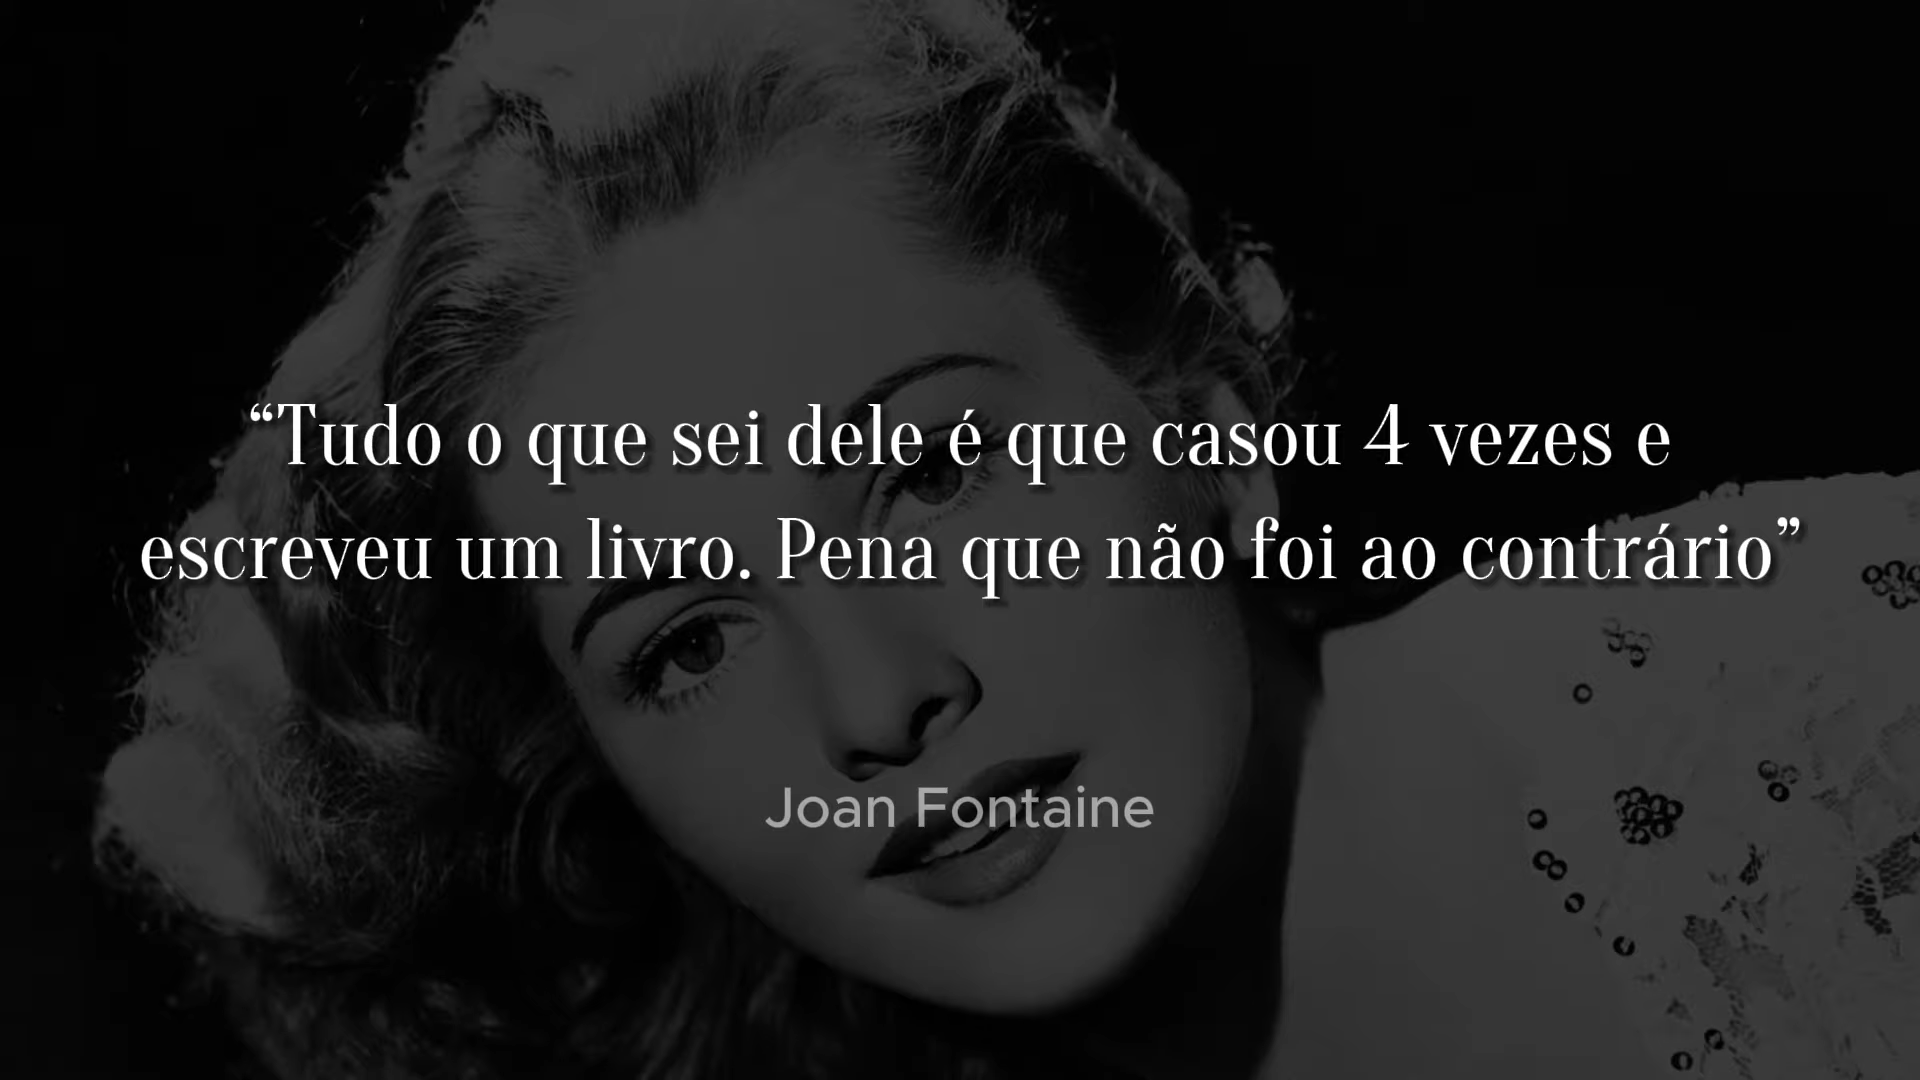 “Tudo o que sei dele é que casou 4 vezes e
escreveu um livro. Pena que não foi ao contrário”
Joan Fontaine